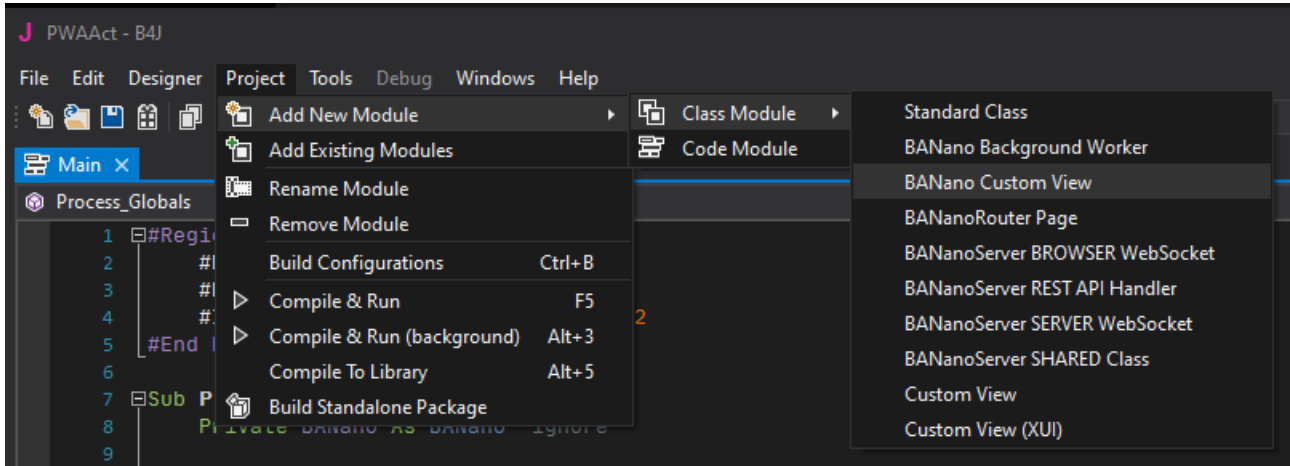 PWAAct - B4J
File Edit Designer Project Tools Debug Windows Help
Add New Module
Add Existing Modules
Rename Module
Remove Module
Build Configurations Ctrl+B
Compile & Run F5
Compile & Run (background) Alt+3
Compile To Library Alt+5
Build Standalone Package
Class Module
Code Module
Standard Class
BANano Background Worker
BANano Custom View
BANanoRouter Page
BANanoServer BROWSER WebSocket
BANanoServer REST API Handler
BANanoServer SERVER WebSocket
BANanoServer SHARED Class
Custom View
Custom View (XUI)
Main
Process_Globals
1 #Regi
2 #
3 #
4 # 2
5 #End
6
7 Sub P
8 Private BANano As BANano 'ignore
9